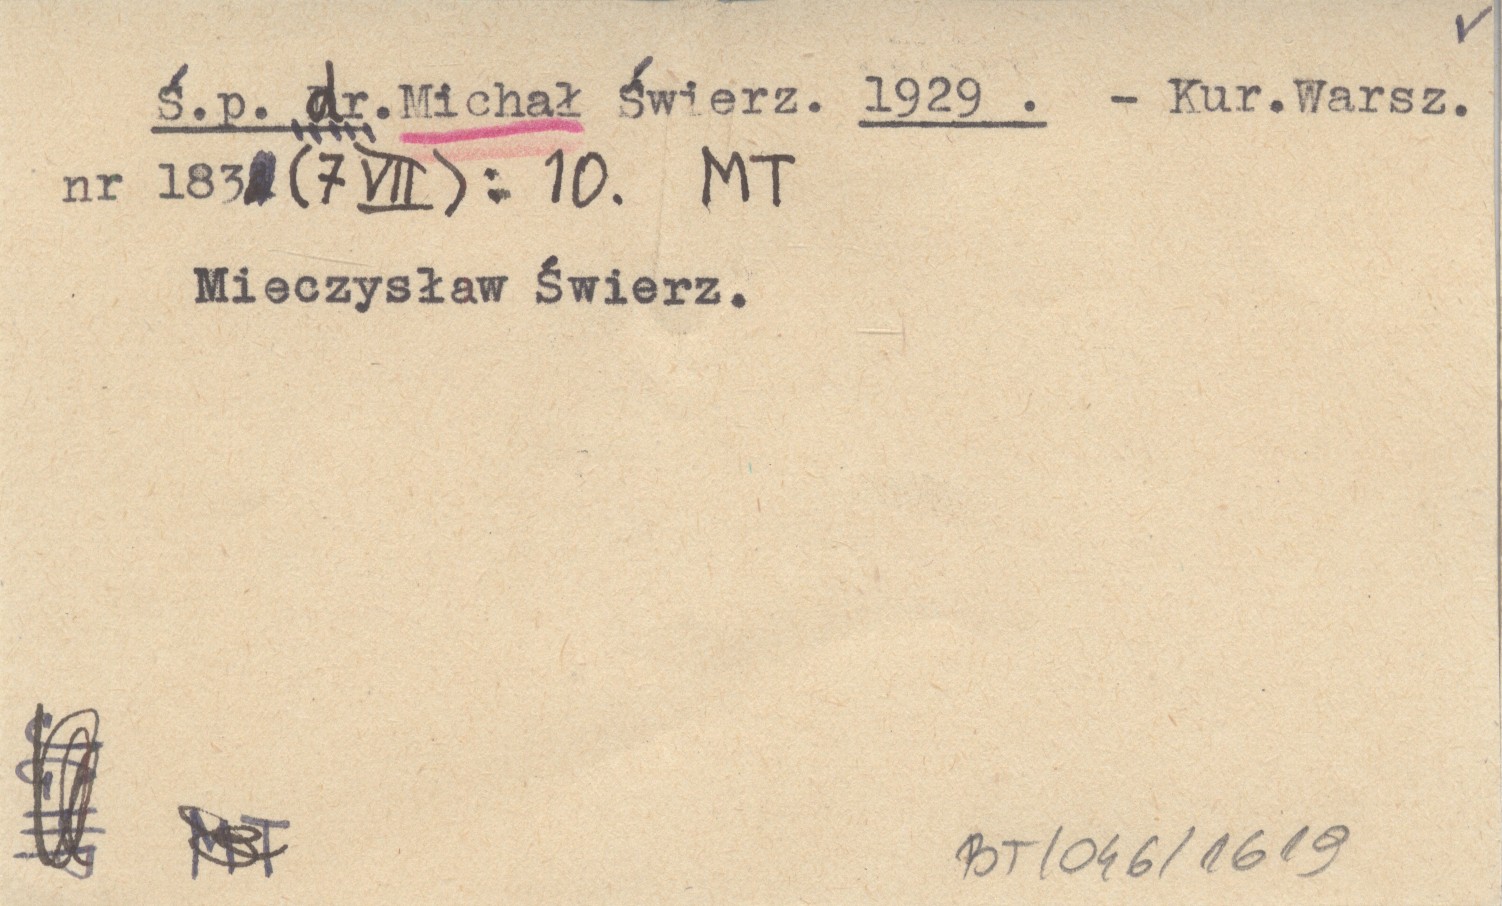 Ś.p. dr. Michał Świerz. 1929 . - Kur.Warsz.
nr 183 (7 VII): 10. MT
Mieczysław Świerz.
BT/046/1619